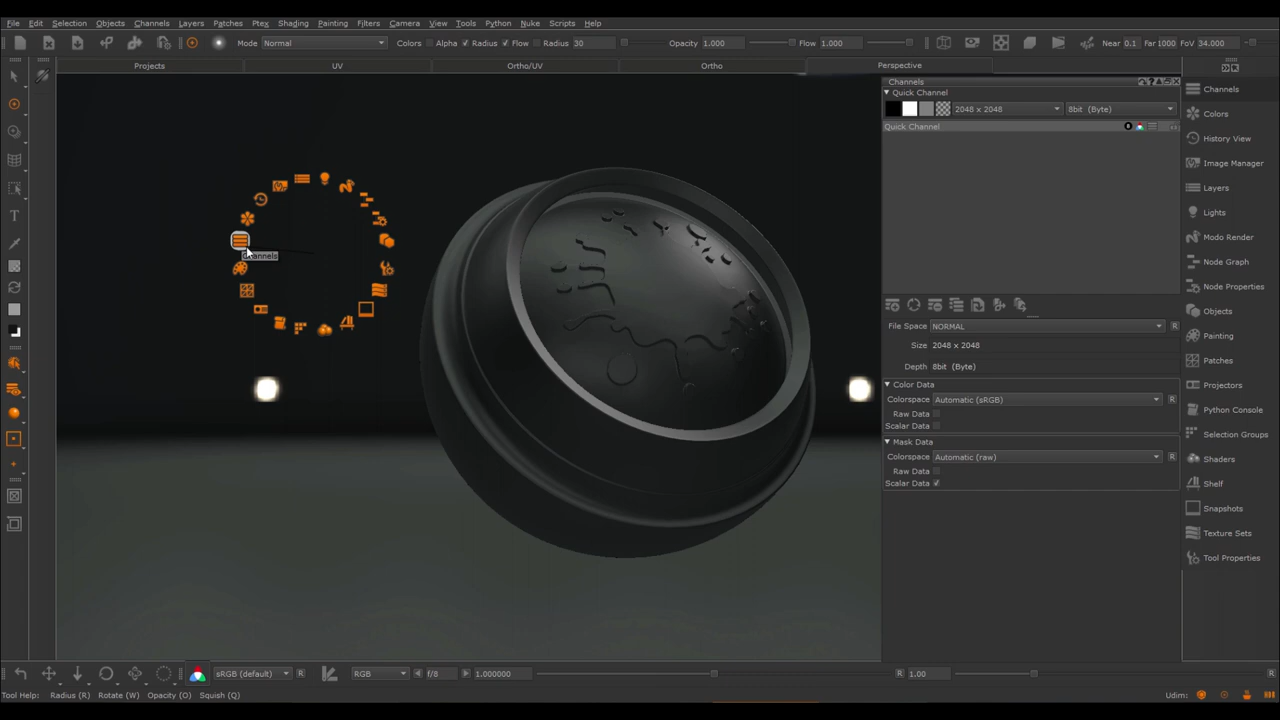 File Edit Selection Objects Channels Layers Patches Ptex Shading Painting Filters Camera View Tools Python Nuke Scripts Help
Mode Normal Colors Alpha Radius Flow Radius 30 Opacity 1.000 Flow 1.000 Near 0.1 Far 1000 FoV 34.000
Projects UV Ortho/UV Ortho Perspective
Channels
Quick Channel
2048 x 2048 8bit (Byte)
Quick Channel
File Space NORMAL R
Size 2048 x 2048
Depth 8bit (Byte)
Color Data
Colorspace Automatic (sRGB) R
Raw Data
Scalar Data
Mask Data
Colorspace Automatic (raw) R
Raw Data
Scalar Data
Channels
Colors
History View
Image Manager
Layers
Lights
Modo Render
Node Graph
Node Properties
Objects
Painting
Patches
Projectors
Python Console
Selection Groups
Shaders
Shelf
Snapshots
Texture Sets
Tool Properties
Channels
sRGB (default) R RGB f/8 1.000000 R 1.00 R
Tool Help: Radius (R) Rotate (W) Opacity (O) Squish (Q) Udim: